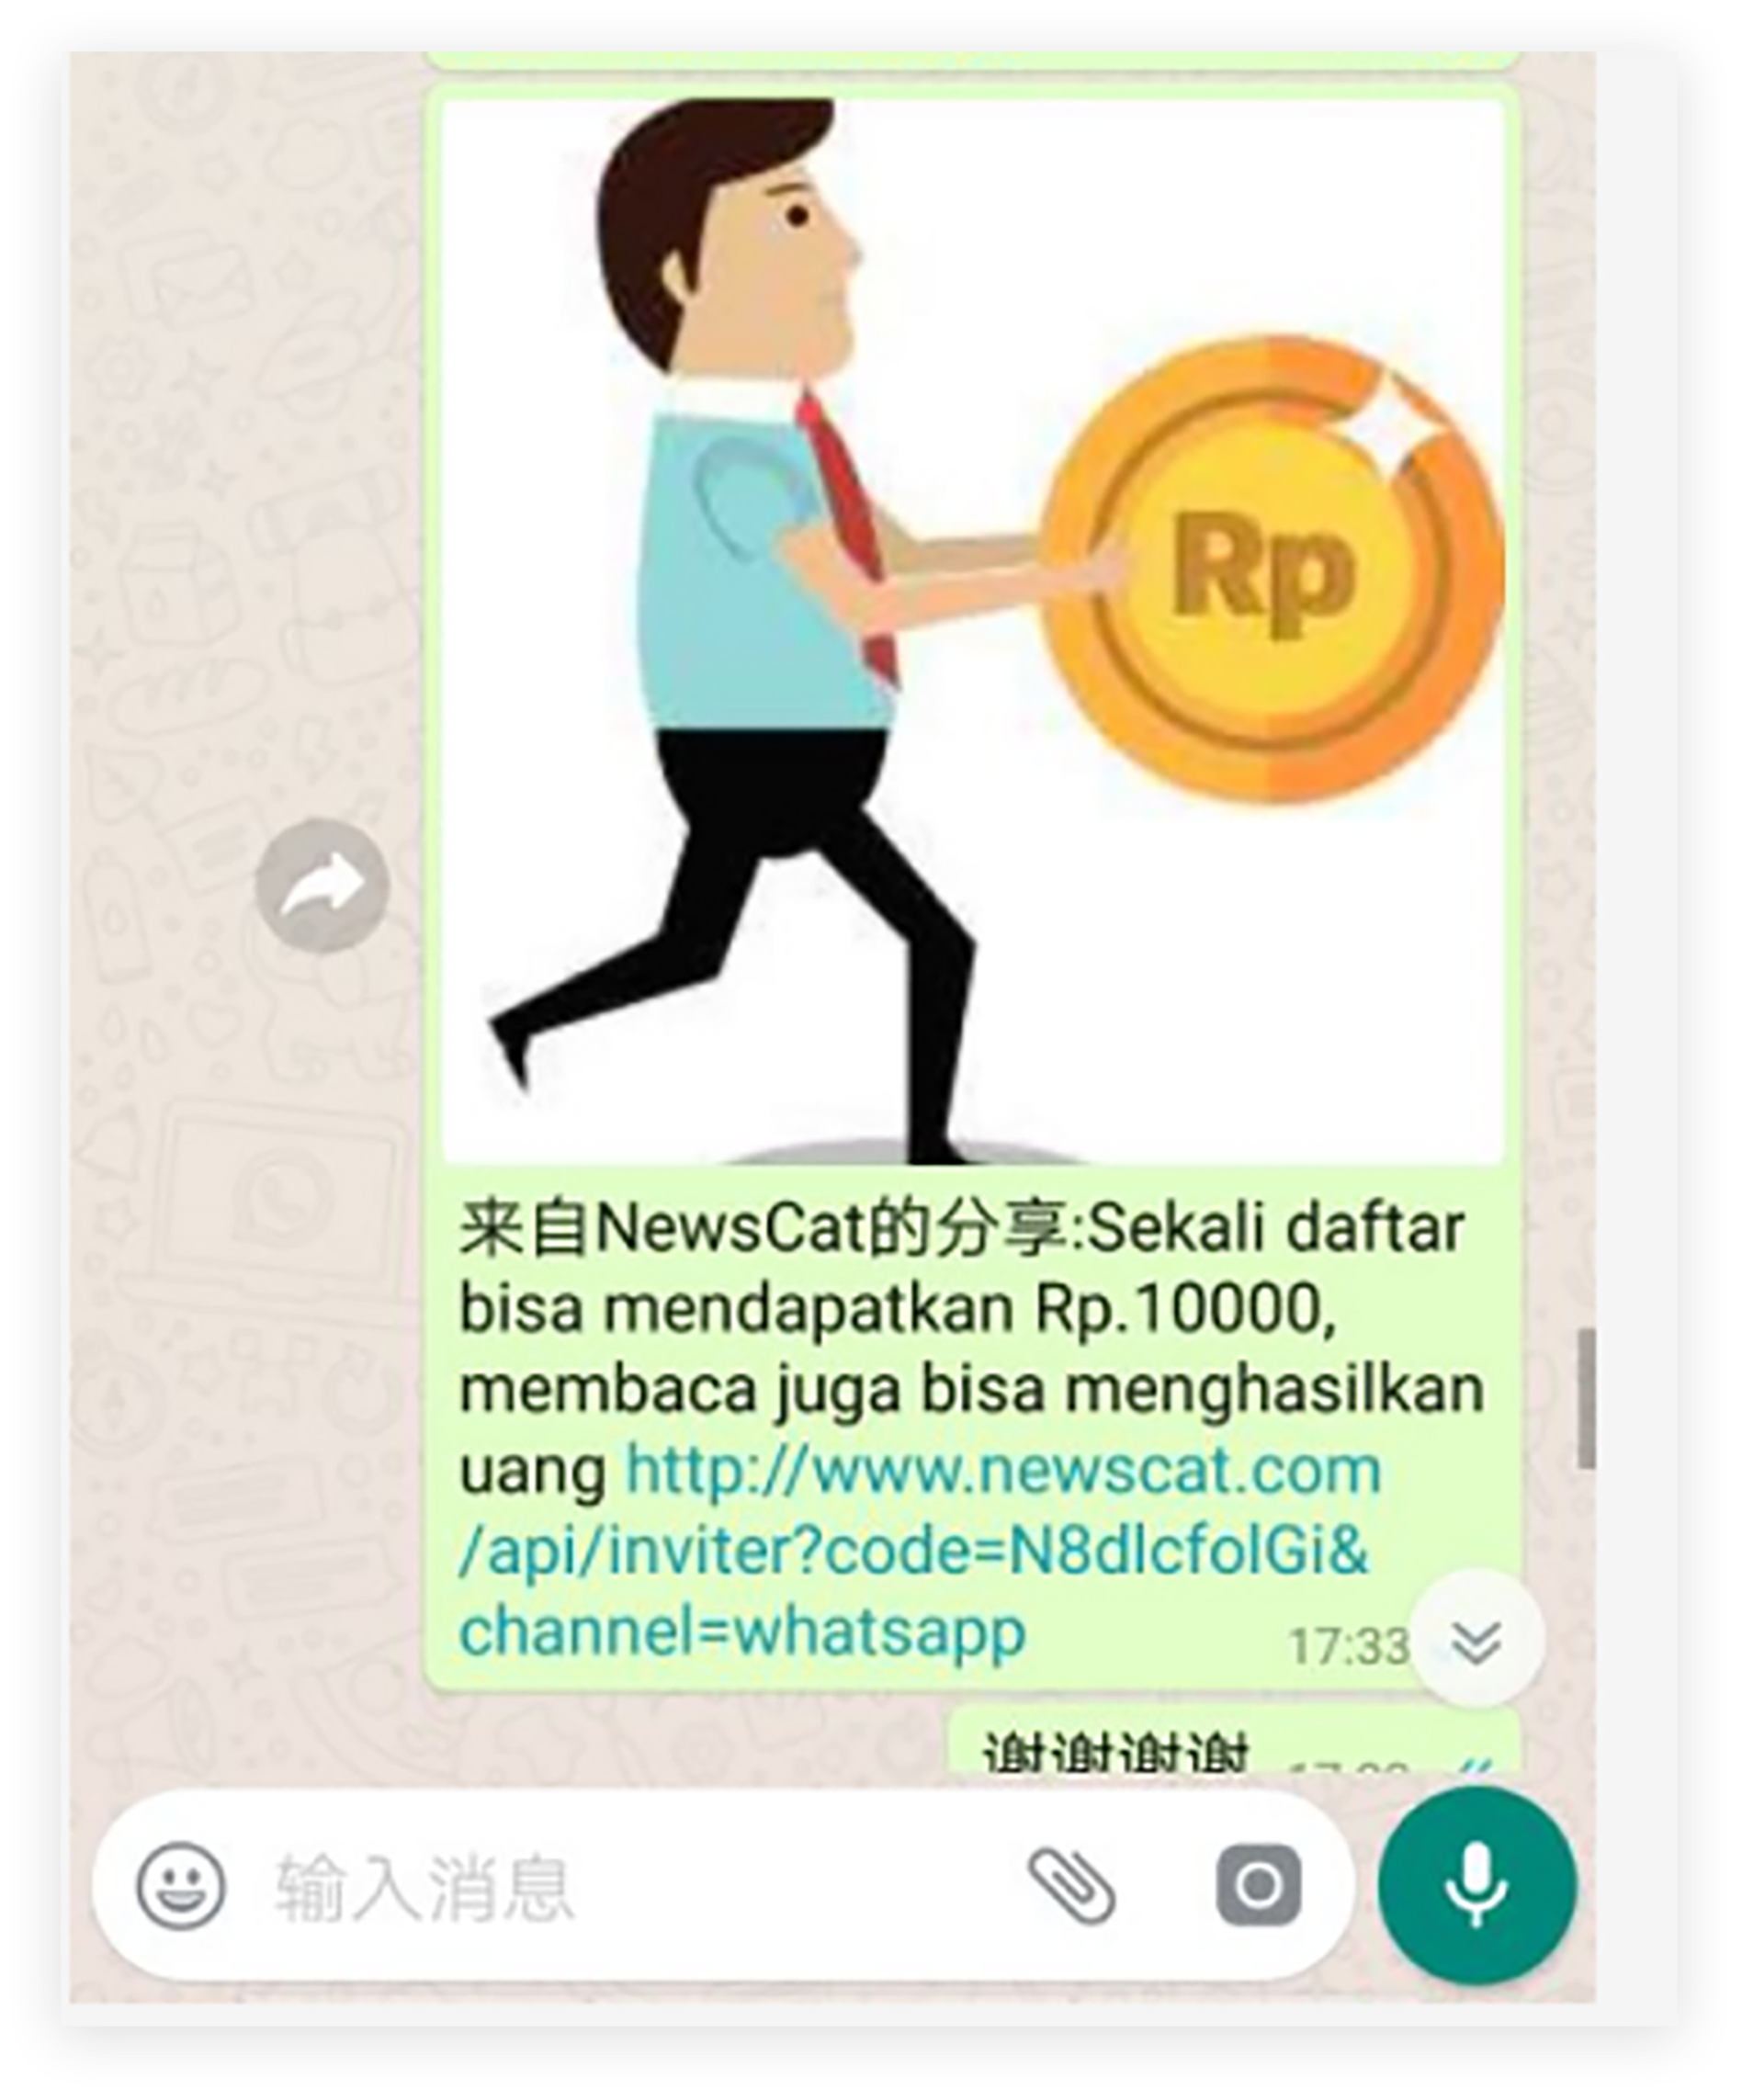 Rp
来自NewsCat的分享:Sekali daftar
bisa mendapatkan Rp.10000,
membaca juga bisa menghasilkan
uang http://www.newscat.com
/api/inviter?code=N8dlcfolGi&
channel=whatsapp
17:33
谢谢谢谢
输入消息